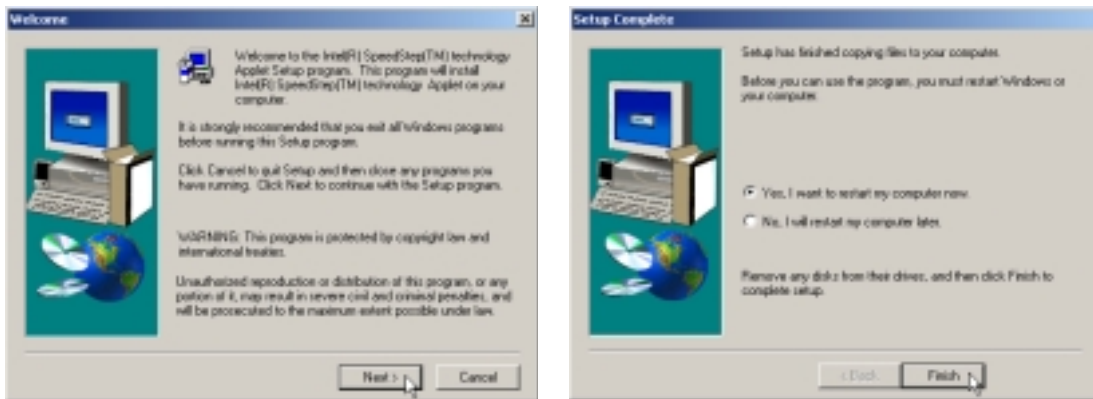 Welcome
Welcome to the Intel(R) SpeedStep(TM) technology
Applet Setup program. This program will install
Intel(R) SpeedStep(TM) technology Applet on your
computer.
It is strongly recommended that you exit all Windows programs
before running this Setup program.
Click Cancel to quit Setup and then close any programs you
have running. Click Next to continue with the Setup program.
WARNING: This program is protected by copyright law and
international treaties.
Unauthorized reproduction or distribution of this program, or any
portion of it, may result in severe civil and criminal penalties, and
will be prosecuted to the maximum extent possible under law.
Next >
Cancel
Setup Complete
Setup has finished copying files to your computer.
Before you can use the program, you must restart Windows or
your computer.
Yes, I want to restart my computer now.
No, I will restart my computer later.
Remove any disks from their drives, and then click Finish to
complete setup.
< Back
Finish